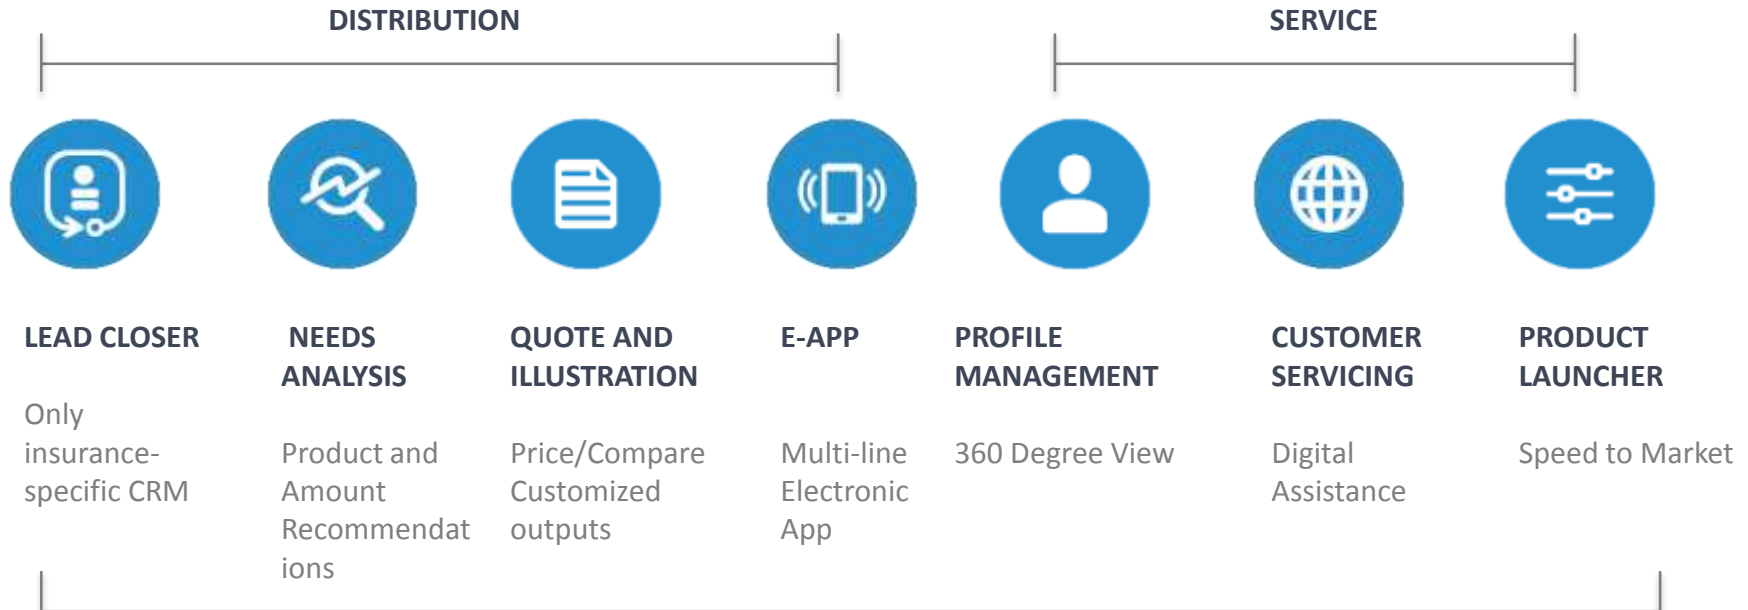 DISTRIBUTION
SERVICE
LEAD CLOSER
Only
insurance-
specific CRM
NEEDS
ANALYSIS
Product and
Amount
Recommendat
ions
QUOTE AND
ILLUSTRATION
Price/Compare
Customized
outputs
E-APP
Multi-line
Electronic
App
PROFILE
MANAGEMENT
360 Degree View
CUSTOMER
SERVICING
Digital
Assistance
PRODUCT
LAUNCHER
Speed to Market